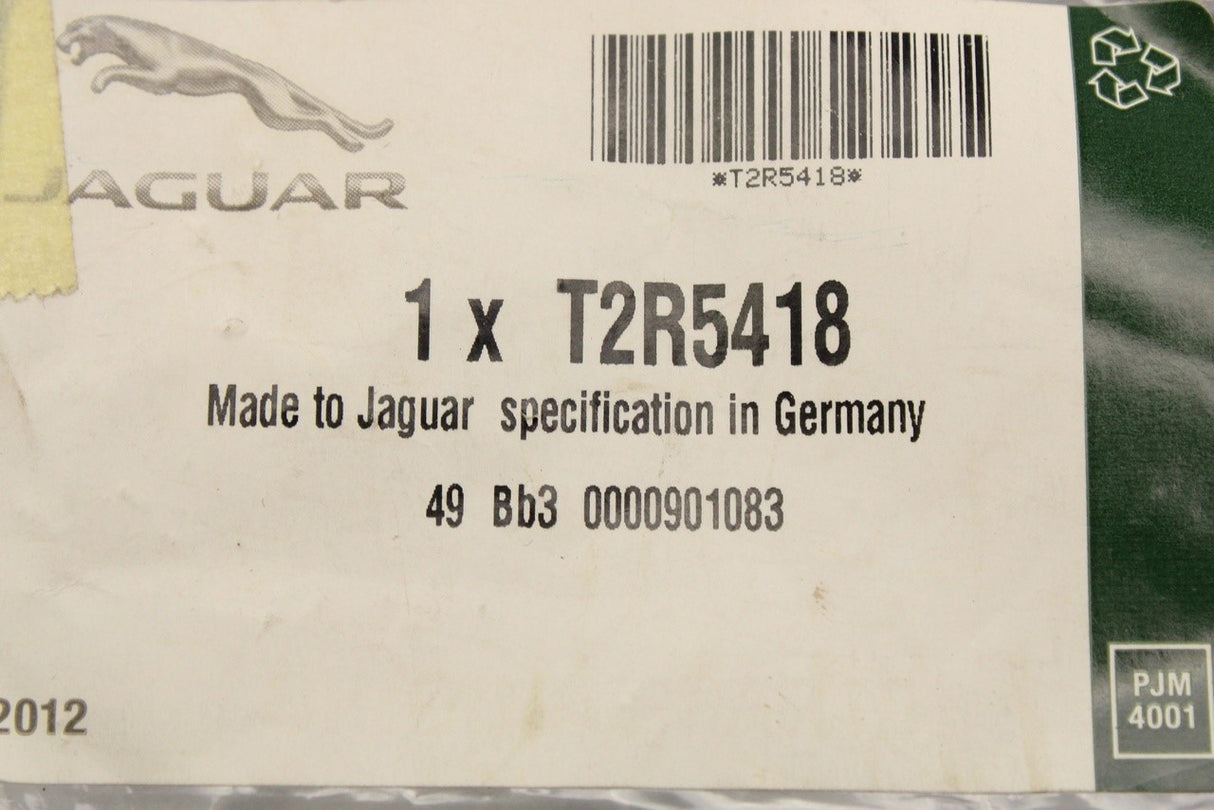 JAGUAR
*T2R5418*
1 x T2R5418
Made to Jaguar specification in Germany
49 Bb3 0000901083
2012
PJM
4001